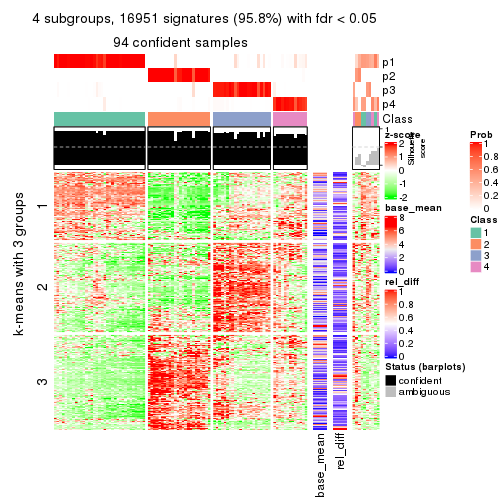 4 subgroups, 16951 signatures (95.8%) with fdr < 0.05
94 confident samples
p1
p2
p3
p4
Class
1
Silhouette
score
z-score
2
1
0
-1
-2
base_mean
8
6
4
2
0
rel_diff
1
0.8
0.6
0.4
0.2
0
Status (barplots)
confident
ambiguous
Prob
1
0.8
0.6
0.4
0.2
0
Class
1
2
3
4
k-means with 3 groups
1
2
3
base_mean
rel_diff